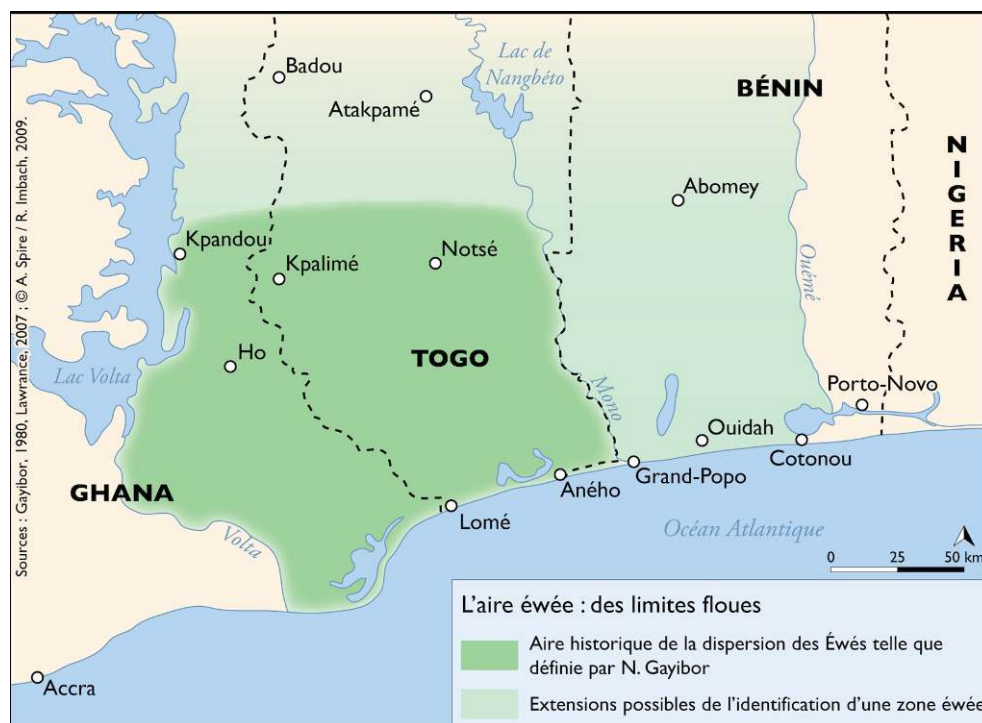 Sources : Gayibor, 1980, Lawrance, 2007 ; © A. Spire / R. Imbach, 2009.
Badou
Atakpamé
Lac de
Nangbéto
BÉNIN
NIGERIA
Abomey
Kpandou
Kpalimé
Notsé
Ouémé
Ho
TOGO
Lac Volta
Mono
Porto-Novo
Ouidah
Cotonou
Grand-Popo
Aného
GHANA
Lomé
Volta
Océan Atlantique
0 25 50 km
L'aire éwée : des limites floues
Aire historique de la dispersion des Éwés telle que
définie par N. Gayibor
Extensions possibles de l'identification d'une zone éwée
Accra